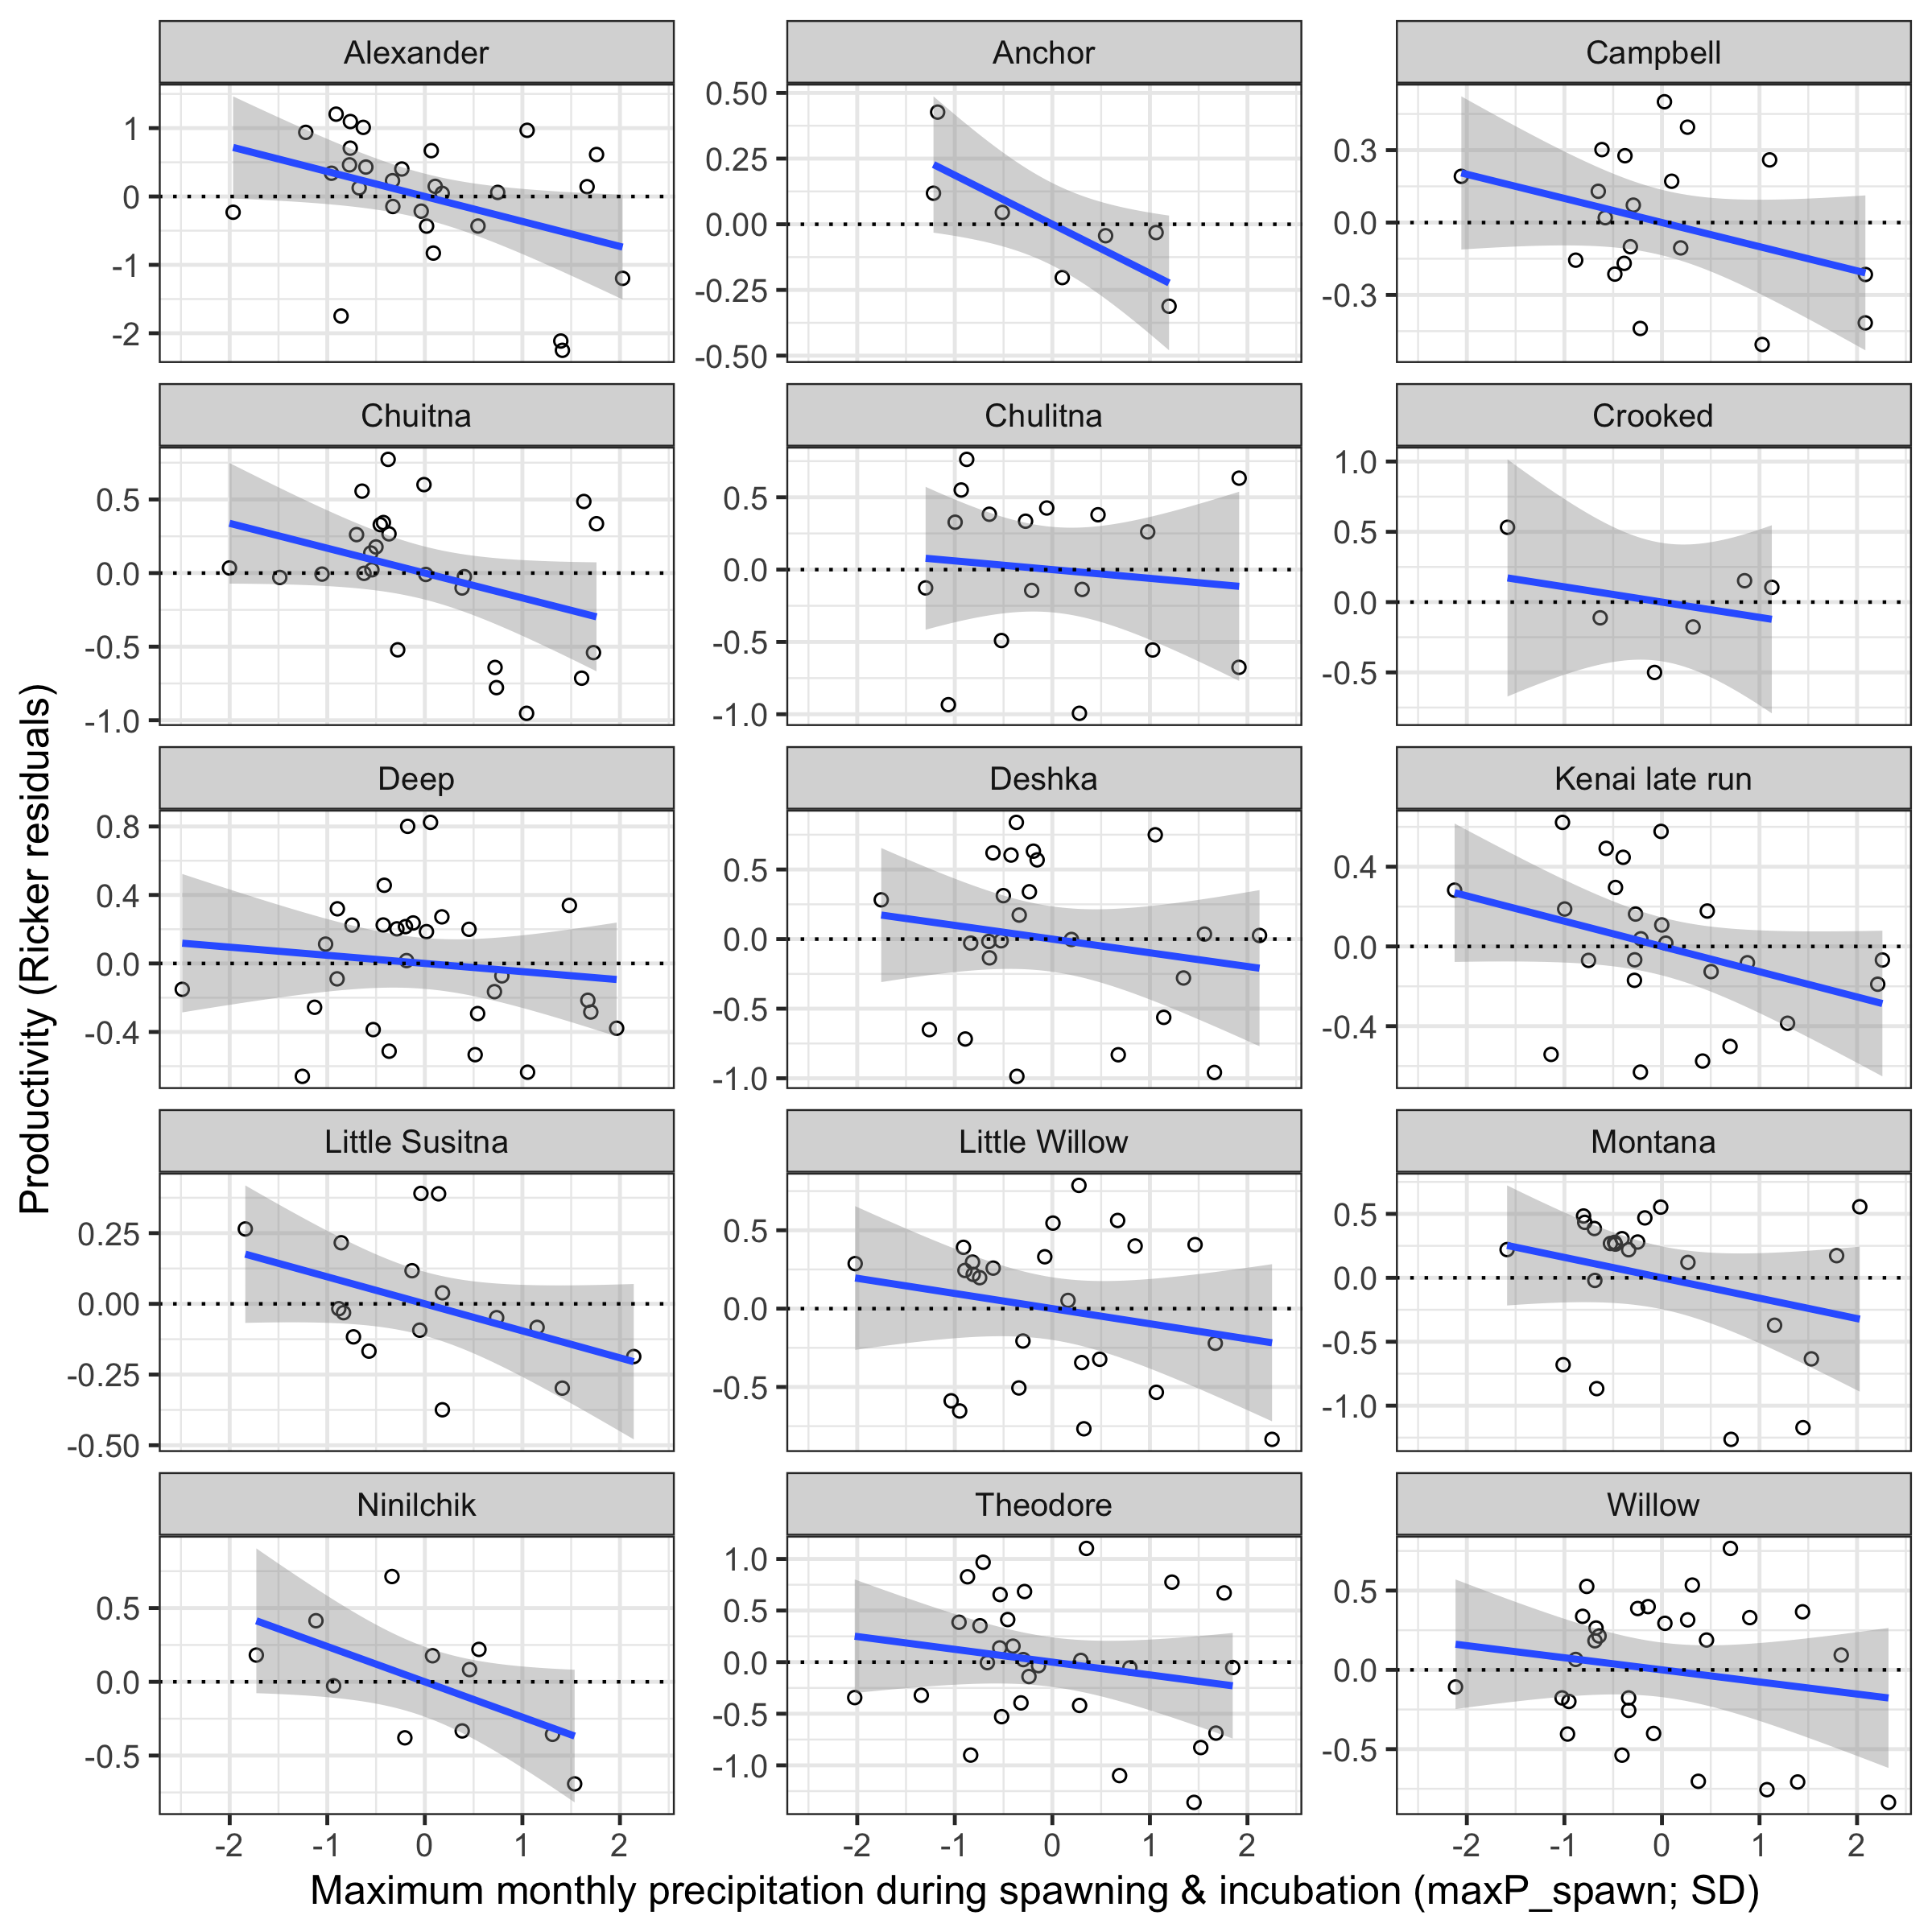 Alexander
Anchor
Campbell
1
0
-1
-2
0.50
0.25
0.00
-0.25
-0.50
0.3
0.0
-0.3
Chuitna
Chulitna
Crooked
0.5
0.0
-0.5
-1.0
0.5
0.0
-0.5
-1.0
1.0
0.5
0.0
-0.5
Deep
Deshka
Kenai late run
0.8
0.4
0.0
-0.4
0.5
0.0
-0.5
-1.0
0.4
0.0
-0.4
Little Susitna
Little Willow
Montana
0.25
0.00
-0.25
-0.50
0.5
0.0
-0.5
0.5
0.0
-0.5
-1.0
Ninilchik
Theodore
Willow
0.5
0.0
-0.5
1.0
0.5
0.0
-0.5
-1.0
0.5
0.0
-0.5
-2 -1 0 1 2
-2 -1 0 1 2
-2 -1 0 1 2
Productivity (Ricker residuals)
Maximum monthly precipitation during spawning & incubation (maxP_spawn; SD)